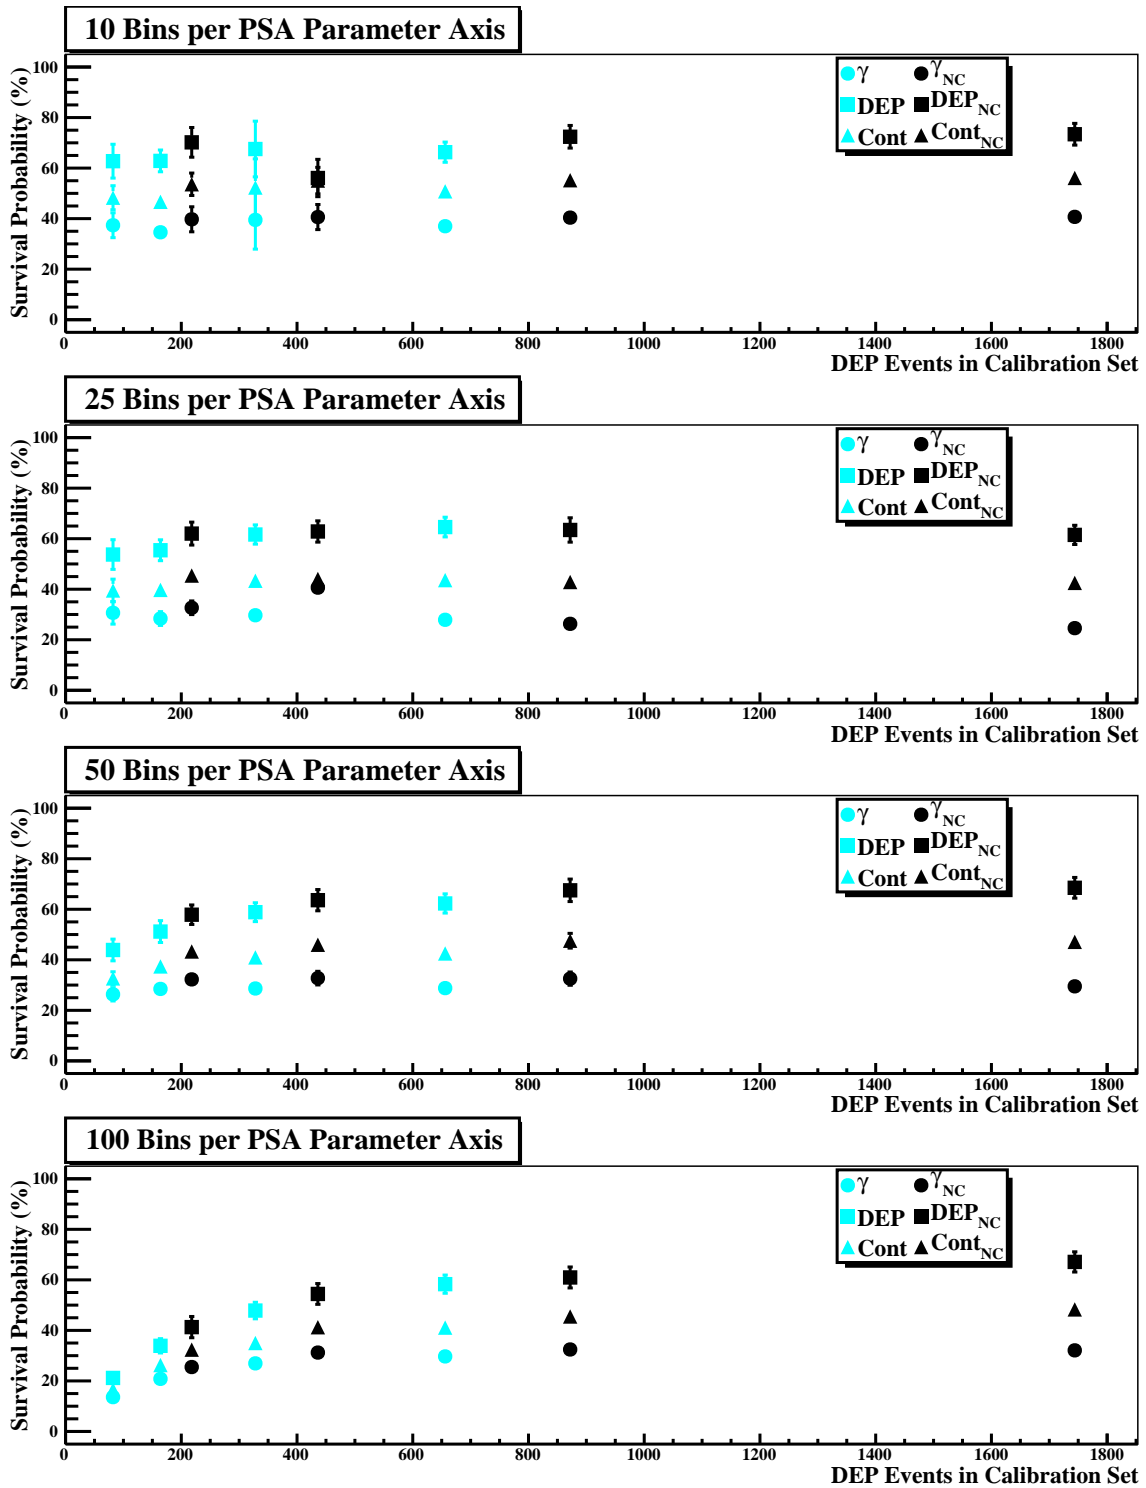 10 Bins per PSA Parameter Axis
Survival Probability (%)
100
80
60
40
20
0
γ γNC
DEP DEPNC
Cont ContNC
0 200 400 600 800 1000 1200 1400 1600 1800
DEP Events in Calibration Set
25 Bins per PSA Parameter Axis
Survival Probability (%)
100
80
60
40
20
0
γ γNC
DEP DEPNC
Cont ContNC
0 200 400 600 800 1000 1200 1400 1600 1800
DEP Events in Calibration Set
50 Bins per PSA Parameter Axis
Survival Probability (%)
100
80
60
40
20
0
γ γNC
DEP DEPNC
Cont ContNC
0 200 400 600 800 1000 1200 1400 1600 1800
DEP Events in Calibration Set
100 Bins per PSA Parameter Axis
Survival Probability (%)
100
80
60
40
20
0
γ γNC
DEP DEPNC
Cont ContNC
0 200 400 600 800 1000 1200 1400 1600 1800
DEP Events in Calibration Set